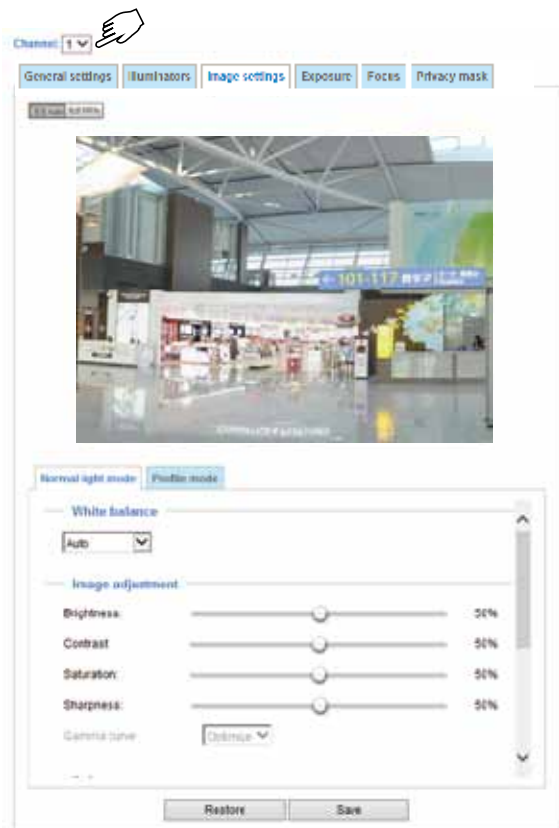 Channel: 1
General settings Illuminators Image settings Exposure Focus Privacy mask
101-117
Normal light mode Profile mode
White balance
Auto
Image adjustment
Brightness: 50%
Contrast 50%
Saturation: 50%
Sharpness: 50%
Gamma curve Optimize
Restore Save